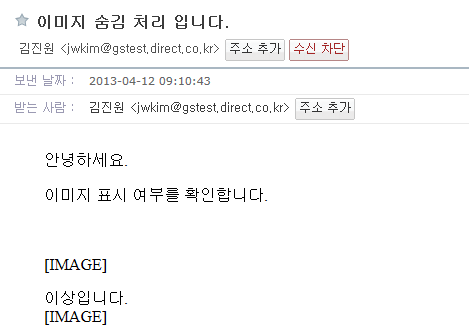 이미지 숨김 처리 입니다.
김진원 <jwkim@gstest.direct.co.kr> 주소 추가 수신 차단
보낸 날짜 : 2013-04-12 09:10:43
받는 사람 : 김진원 <jwkim@gstest.direct.co.kr> 주소 추가
안녕하세요.
이미지 표시 여부를 확인합니다.
[IMAGE]
이상입니다.
[IMAGE]